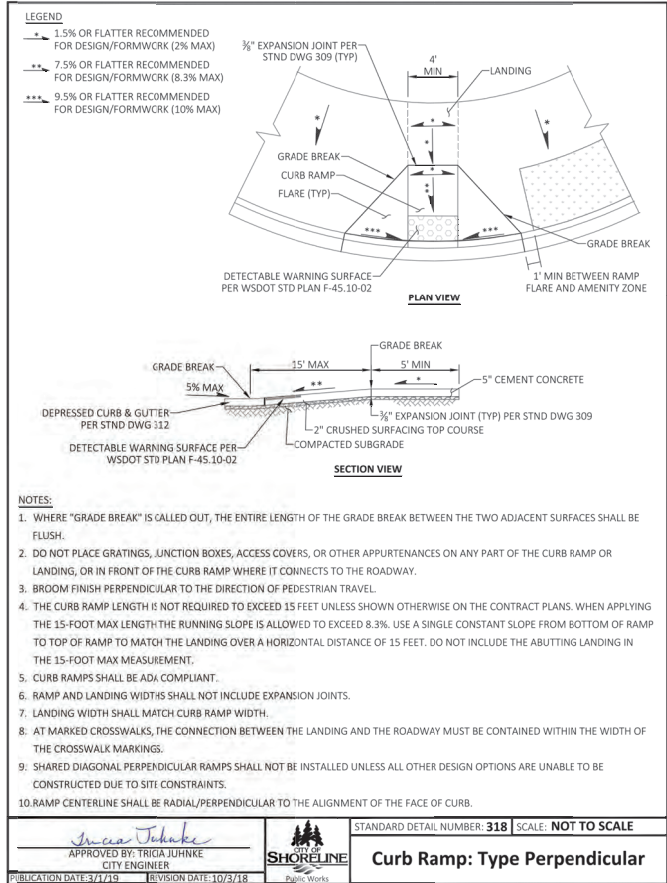 LEGEND
* 1.5% OR FLATTER RECOMMENDED
FOR DESIGN/FORMWORK (2% MAX)
** 7.5% OR FLATTER RECOMMENDED
FOR DESIGN/FORMWORK (8.3% MAX)
*** 9.5% OR FLATTER RECOMMENDED
FOR DESIGN/FORMWORK (10% MAX)
⅜" EXPANSION JOINT PER
STND DWG 309 (TYP)
4'
MIN
LANDING
*
*
*
*
*
GRADE BREAK
CURB RAMP
FLARE (TYP)
**
***
***
GRADE BREAK
DETECTABLE WARNING SURFACE
PER WSDOT STD PLAN F-45.10-02
1' MIN BETWEEN RAMP
FLARE AND AMENITY ZONE
PLAN VIEW
GRADE BREAK
GRADE BREAK
15' MAX
5' MIN
5% MAX
**
*
5" CEMENT CONCRETE
DEPRESSED CURB & GUTTER
PER STND DWG 312
⅜" EXPANSION JOINT (TYP) PER STND DWG 309
2" CRUSHED SURFACING TOP COURSE
DETECTABLE WARNING SURFACE PER
WSDOT STD PLAN F-45.10-02
COMPACTED SUBGRADE
SECTION VIEW
NOTES:
1. WHERE "GRADE BREAK" IS CALLED OUT, THE ENTIRE LENGTH OF THE GRADE BREAK BETWEEN THE TWO ADJACENT SURFACES SHALL BE
FLUSH.
2. DO NOT PLACE GRATINGS, JUNCTION BOXES, ACCESS COVERS, OR OTHER APPURTENANCES ON ANY PART OF THE CURB RAMP OR
LANDING, OR IN FRONT OF THE CURB RAMP WHERE IT CONNECTS TO THE ROADWAY.
3. BROOM FINISH PERPENDICULAR TO THE DIRECTION OF PEDESTRIAN TRAVEL.
4. THE CURB RAMP LENGTH IS NOT REQUIRED TO EXCEED 15 FEET UNLESS SHOWN OTHERWISE ON THE CONTRACT PLANS. WHEN APPLYING
THE 15-FOOT MAX LENGTH THE RUNNING SLOPE IS ALLOWED TO EXCEED 8.3%. USE A SINGLE CONSTANT SLOPE FROM BOTTOM OF RAMP
TO TOP OF RAMP TO MATCH THE LANDING OVER A HORIZONTAL DISTANCE OF 15 FEET. DO NOT INCLUDE THE ABUTTING LANDING IN
THE 15-FOOT MAX MEASUREMENT.
5. CURB RAMPS SHALL BE ADA COMPLIANT.
6. RAMP AND LANDING WIDTHS SHALL NOT INCLUDE EXPANSION JOINTS.
7. LANDING WIDTH SHALL MATCH CURB RAMP WIDTH.
8. AT MARKED CROSSWALKS, THE CONNECTION BETWEEN THE LANDING AND THE ROADWAY MUST BE CONTAINED WITHIN THE WIDTH OF
THE CROSSWALK MARKINGS.
9. SHARED DIAGONAL PERPENDICULAR RAMPS SHALL NOT BE INSTALLED UNLESS ALL OTHER DESIGN OPTIONS ARE UNABLE TO BE
CONSTRUCTED DUE TO SITE CONSTRAINTS.
10.RAMP CENTERLINE SHALL BE RADIAL/PERPENDICULAR TO THE ALIGNMENT OF THE FACE OF CURB.
Tricia Juhnke
APPROVED BY: TRICIA JUHNKE
CITY ENGINEER
PUBLICATION DATE:3/1/19 REVISION DATE:10/3/18
CITY OF
SHORELINE
Public Works
STANDARD DETAIL NUMBER: 318 SCALE: NOT TO SCALE
Curb Ramp: Type Perpendicular